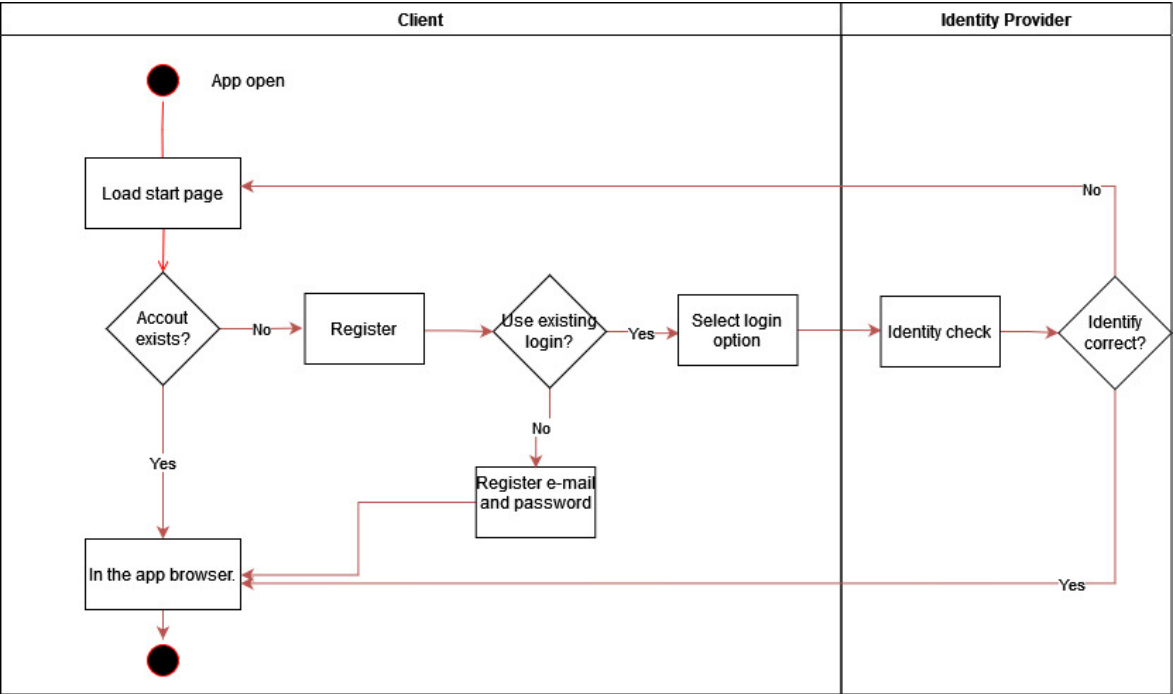 Client
Identity Provider
App open
Load start page
No
Accout
exists?
No
Register
Use existing
login?
Yes
Select login
option
Identity check
Identify
correct?
No
Yes
Register e-mail
and password
In the app browser.
Yes